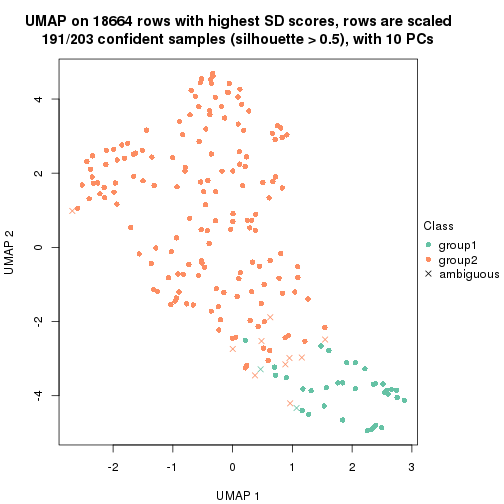 UMAP on 18664 rows with highest SD scores, rows are scaled
191/203 confident samples (silhouette > 0.5), with 10 PCs
4
2
0
-2
-4
UMAP 2
-2
-1
0
1
2
3
UMAP 1
Class
group1
group2
ambiguous